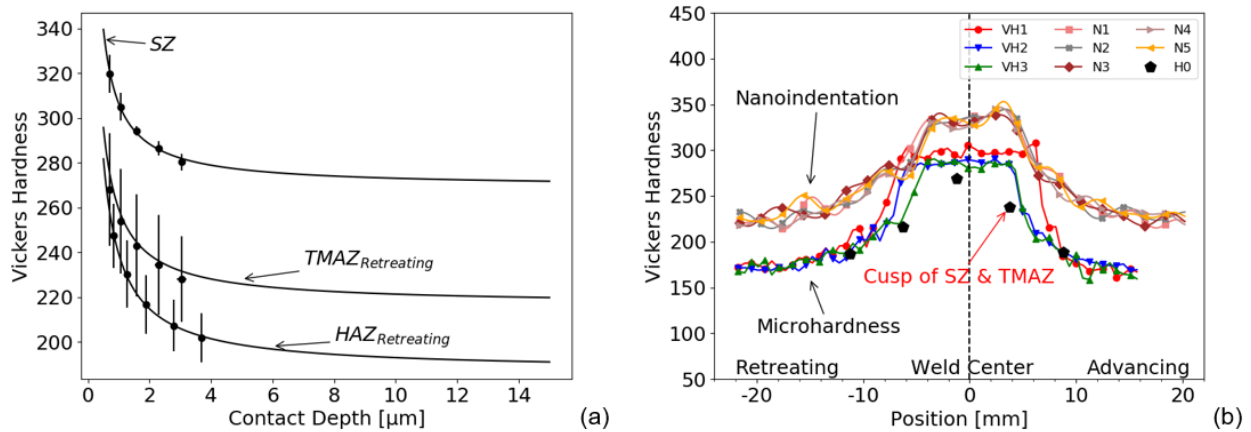 340
320
300
280
260
240
220
200
Vickers Hardness
SZ
TMAZRetreating
HAZRetreating
0 2 4 6 8 10 12 14
Contact Depth [μm]
(a)
450
400
350
300
250
200
150
100
50
Vickers Hardness
VH1 N1 N4
VH2 N2 N5
VH3 N3 H0
Nanoindentation
Cusp of SZ & TMAZ
Microhardness
Retreating Weld Center Advancing
-20 -10 0 10 20
Position [mm]
(b)